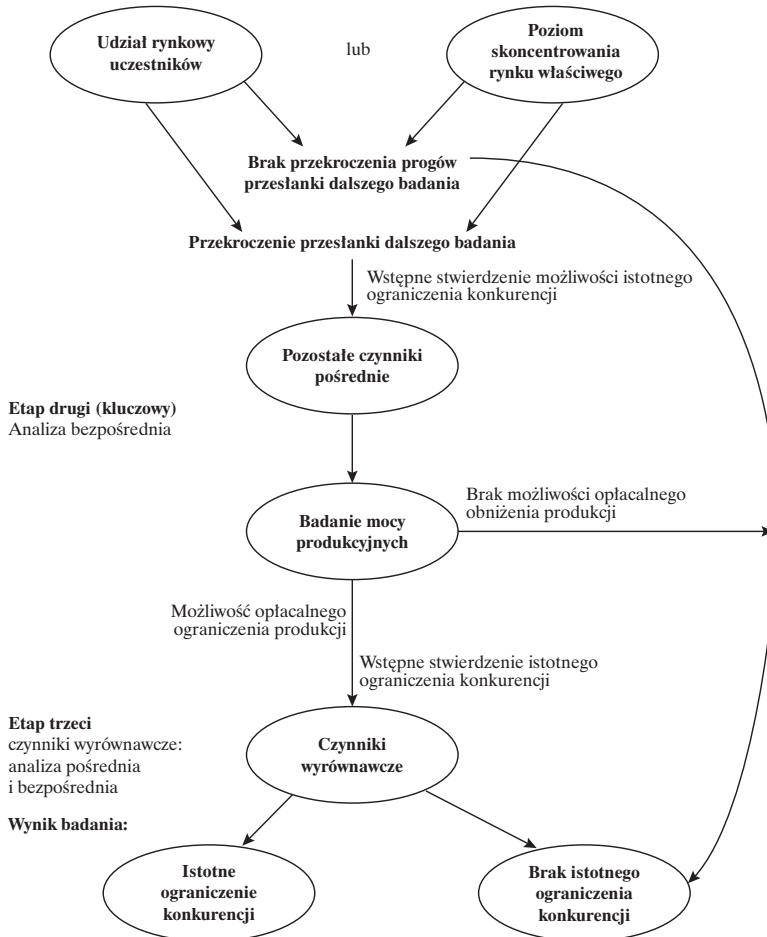 Udział rynkowy
uczestników
lub
Poziom
skoncentrowania
rynku właściwego
Brak przekroczenia progów
przesłanki dalszego badania
Przekroczenie przesłanki dalszego badania
Wstępne stwierdzenie możliwości istotnego
ograniczenia konkurencji
Pozostałe czynniki
pośrednie
Etap drugi (kluczowy)
Analiza bezpośrednia
Badanie mocy
produkcyjnych
Brak możliwości opłacalnego
obniżenia produkcji
Możliwość opłacalnego
ograniczenia produkcji
Wstępne stwierdzenie istotnego
ograniczenia konkurencji
Etap trzeci
czynniki wyrównawcze:
analiza pośrednia
i bezpośrednia
Czynniki
wyrównawcze
Wynik badania:
Istotne
ograniczenie
konkurencji
Brak istotnego
ograniczenia
konkurencji